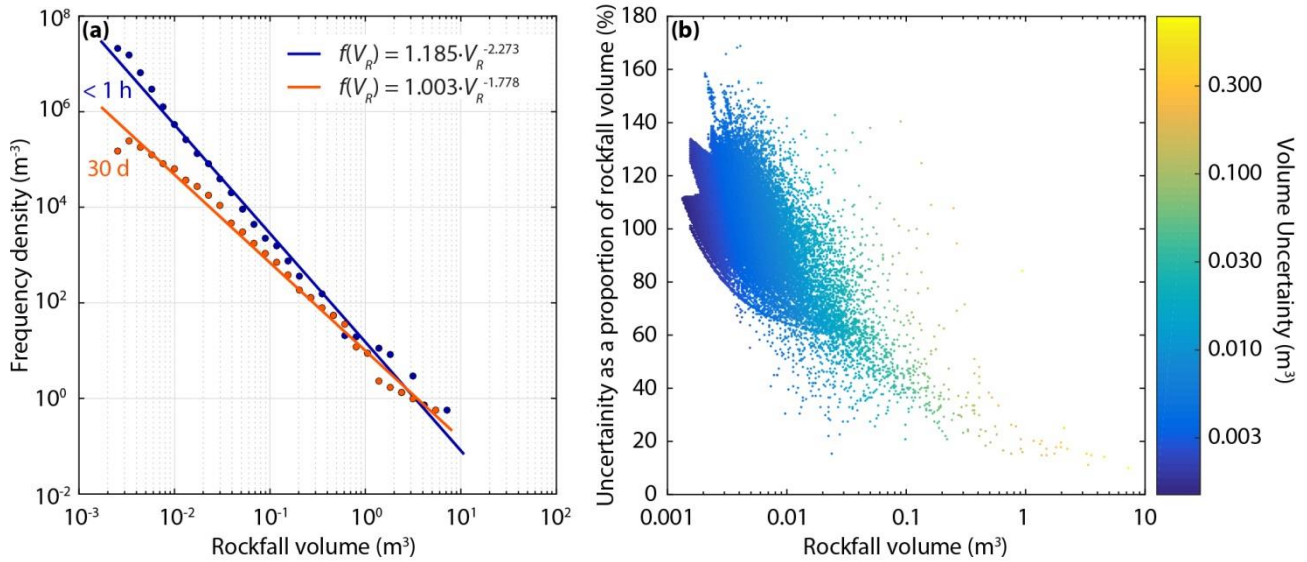 (a)
f(V_R) = 1.185·V_R^-2.273
f(V_R) = 1.003·V_R^-1.778
< 1 h
30 d
10^8
10^6
10^4
10^2
10^0
10^-2
Frequency density (m^-3)
10^-3 10^-2 10^-1 10^0 10^1 10^2
Rockfall volume (m³)
(b)
180
160
140
120
100
80
60
40
20
0
Uncertainity as a proportion of rockfall volume (%)
0.001 0.01 0.1 1 10
Rockfall volume (m³)
0.300
0.100
0.030
0.010
0.003
Volume Uncertainty (m³)